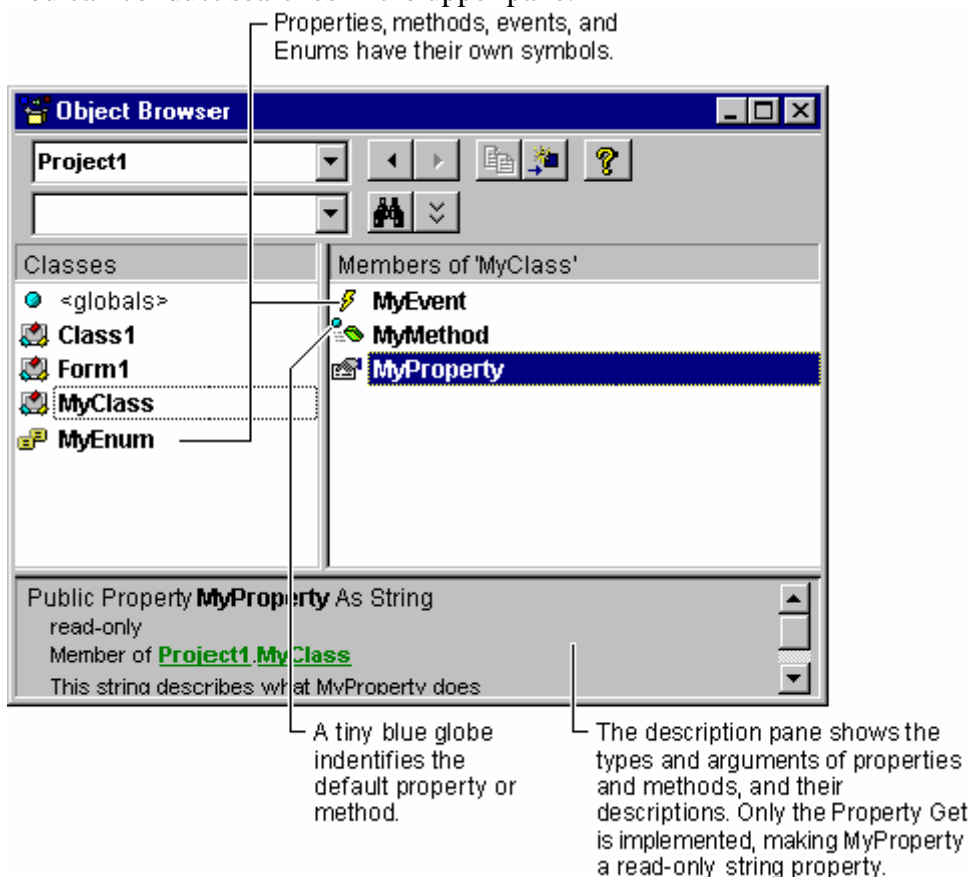 Properties, methods, events, and
Enums have their own symbols.
Object Browser
Project1
Classes
Members of 'MyClass'
<globals>
Class1
Form1
MyClass
MyEnum
MyEvent
MyMethod
MyProperty
Public Property MyProperty As String
read-only
Member of Project1.MyClass
This string describes what MyProperty does
A tiny blue globe
indentifies the
default property or
method.
The description pane shows the
types and arguments of properties
and methods, and their
descriptions. Only the Property Get
is implemented, making MyProperty
a read-only string property.